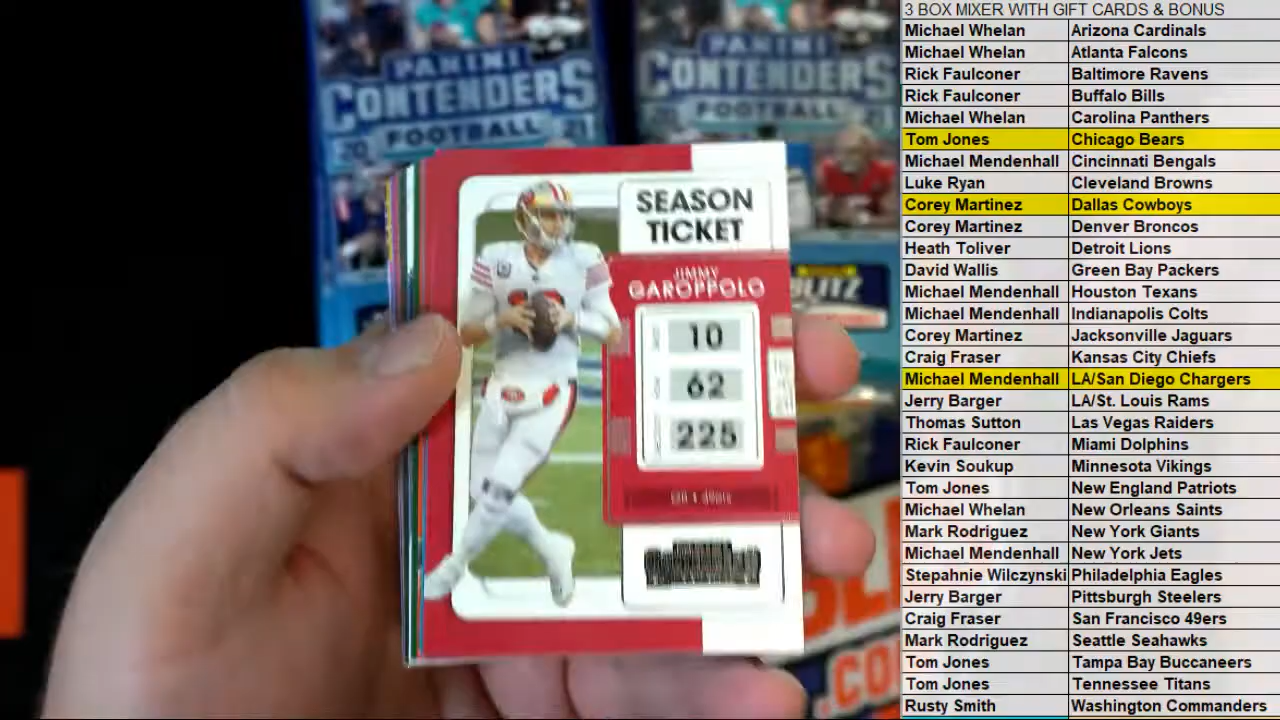 PANINI
CONTENDERS
FOOTBALL
20
21
PANINI
CONTENDERS
FOOTBALL
SEASON
TICKET
JIMMY
GAROPPOLO
10
62
225
BLITZ
.CO
3 BOX MIXER WITH GIFT CARDS & BONUS
Michael Whelan Arizona Cardinals
Michael Whelan Atlanta Falcons
Rick Faulconer Baltimore Ravens
Rick Faulconer Buffalo Bills
Michael Whelan Carolina Panthers
Tom Jones Chicago Bears
Michael Mendenhall Cincinnati Bengals
Luke Ryan Cleveland Browns
Corey Martinez Dallas Cowboys
Corey Martinez Denver Broncos
Heath Toliver Detroit Lions
David Wallis Green Bay Packers
Michael Mendenhall Houston Texans
Michael Mendenhall Indianapolis Colts
Corey Martinez Jacksonville Jaguars
Craig Fraser Kansas City Chiefs
Michael Mendenhall LA/San Diego Chargers
Jerry Barger LA/St. Louis Rams
Thomas Sutton Las Vegas Raiders
Rick Faulconer Miami Dolphins
Kevin Soukup Minnesota Vikings
Tom Jones New England Patriots
Michael Whelan New Orleans Saints
Mark Rodriguez New York Giants
Michael Mendenhall New York Jets
Stepahnie Wilczynski Philadelphia Eagles
Jerry Barger Pittsburgh Steelers
Craig Fraser San Francisco 49ers
Mark Rodriguez Seattle Seahawks
Tom Jones Tampa Bay Buccaneers
Tom Jones Tennessee Titans
Rusty Smith Washington Commanders